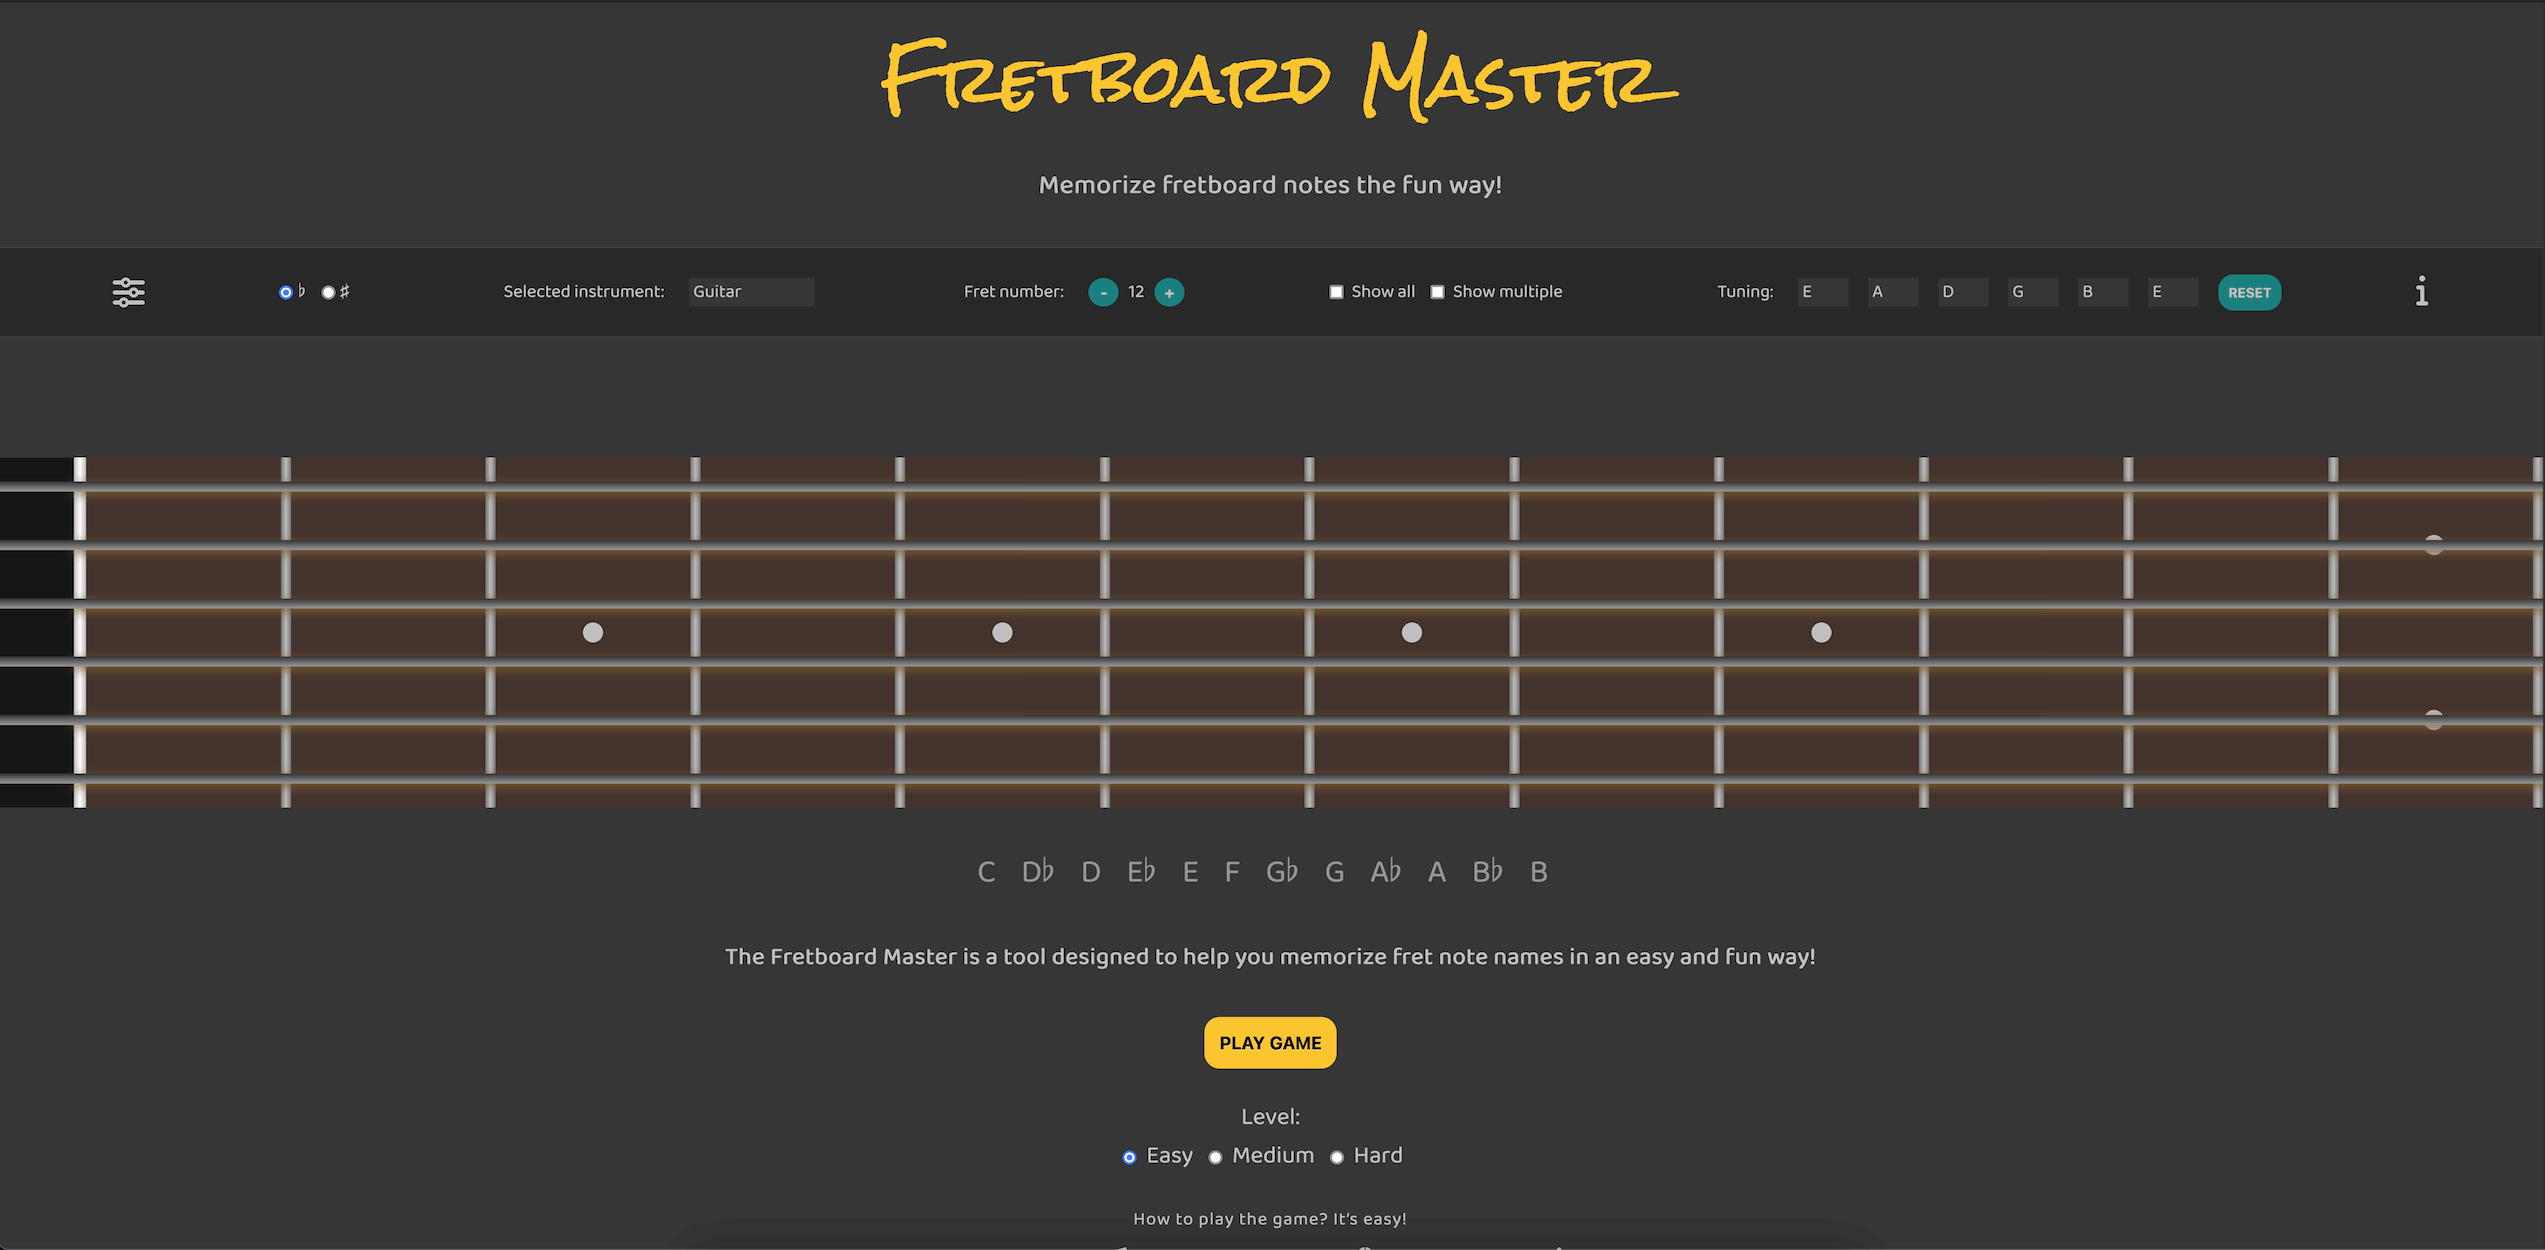 Fretboard Master
Memorize fretboard notes the fun way!
♭ ♯ Selected instrument: Guitar Fret number: - 12 + Show all Show multiple Tuning: E A D G B E RESET i
C D♭ D E♭ E F G♭ G A♭ A B♭ B
The Fretboard Master is a tool designed to help you memorize fret note names in an easy and fun way!
PLAY GAME
Level:
Easy Medium Hard
How to play the game? It's easy!